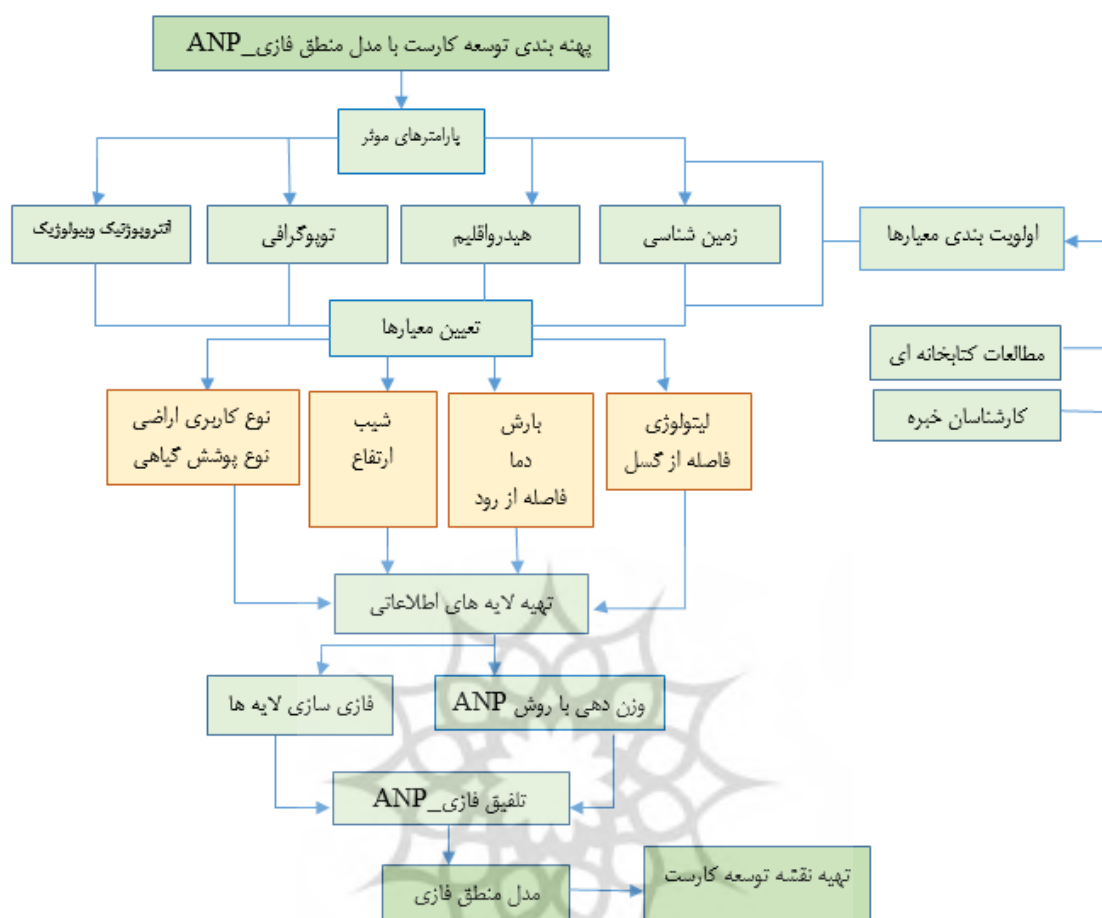 پهنه بندی توسعه کارست با مدل منطق فازی_ANP
پارامترهای موثر
زمین شناسی
هیدرواقلیم
توپوگرافی
آنتروپوژنیک وبیولوژیک
اولویت بندی معیارها
تعیین معیارها
مطالعات کتابخانه ای
کارشناسان خبره
لیتولوژی
فاصله از گسل
بارش
دما
فاصله از رود
شیب
ارتفاع
نوع کاربری اراضی
نوع پوشش گیاهی
تهیه لایه های اطلاعاتی
وزن دهی با روش ANP
فازی سازی لایه ها
تلفیق فازی_ANP
مدل منطق فازی
تهیه نقشه توسعه کارست